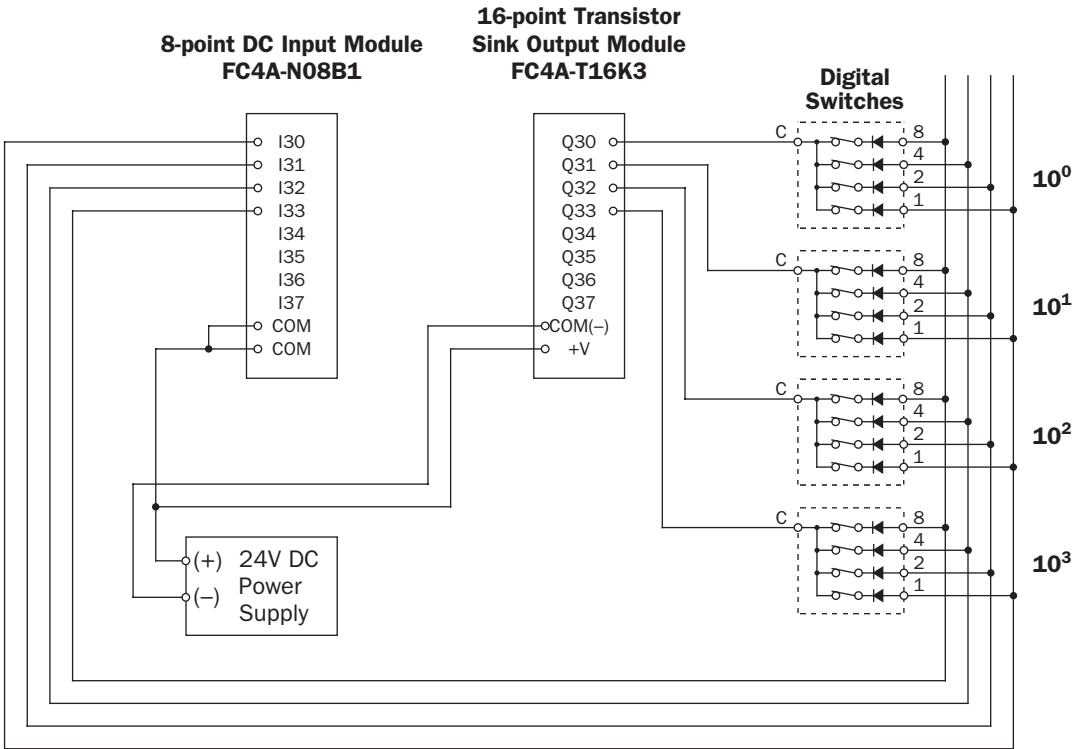 16-point Transistor
Sink Output Module
FC4A-T16K3
8-point DC Input Module
FC4A-N08B1
Digital
Switches
I30
I31
I32
I33
I34
I35
I36
I37
COM
COM
Q30
Q31
Q32
Q33
Q34
Q35
Q36
Q37
COM(–)
+V
C
8
4
2
1
10⁰
C
8
4
2
1
10¹
C
8
4
2
1
10²
C
8
4
2
1
10³
(+) 24V DC
Power
(–) Supply